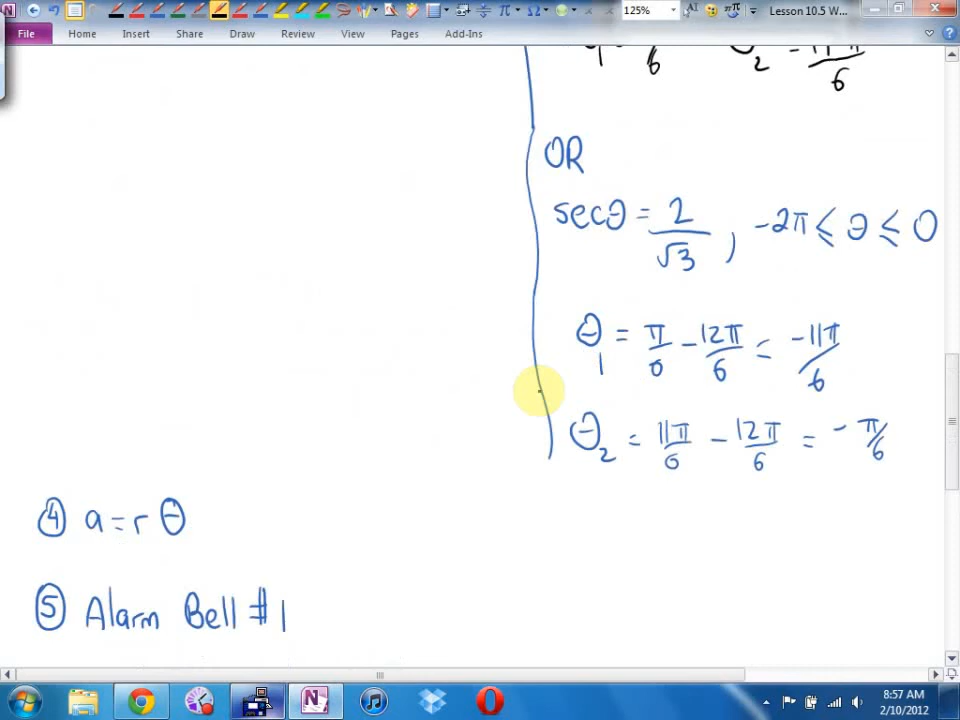 125%
Lesson 10.5 W...
File Home Insert Share Draw Review View Pages Add-Ins
6 2 6
OR
secθ = 2/√3 , -2π ≤ θ ≤ 0
θ1 = π/6 - 12π/6 = -11π/6
θ2 = 11π/6 - 12π/6 = -π/6
④ a = r θ
⑤ Alarm Bell #1
8:57 AM
2/10/2012